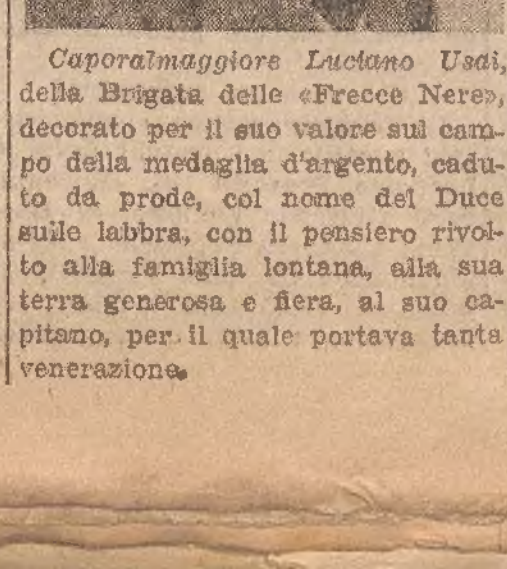 Caporalmaggiore Luciano Usai,
della Brigata delle «Frecce Nere»,
decorato per il suo valore sul cam-
po della medaglia d'argento, cadu-
to da prode, col nome del Duce
sulle labbra, con il pensiero rivol-
to alla famiglia lontana, alla sua
terra generosa e fiera, al suo ca-
pitano, per il quale portava tanta
venerazione.